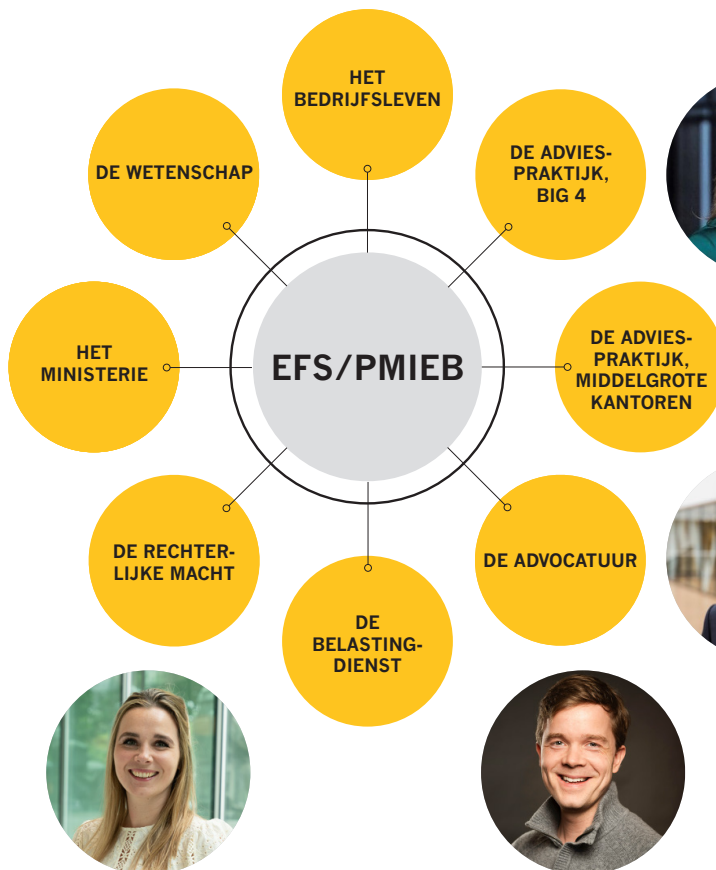 HET
BEDRIJFSLEVEN
DE ADVIES-
PRAKTIJK,
BIG 4
DE WETENSCHAP
HET
MINISTERIE
EFS/PMIEB
DE ADVIES-
PRAKTIJK,
MIDDELGROTE
KANTOREN
DE RECHTER-
LIJKE MACHT
DE ADVOCATUUR
DE
BELASTING-
DIENST